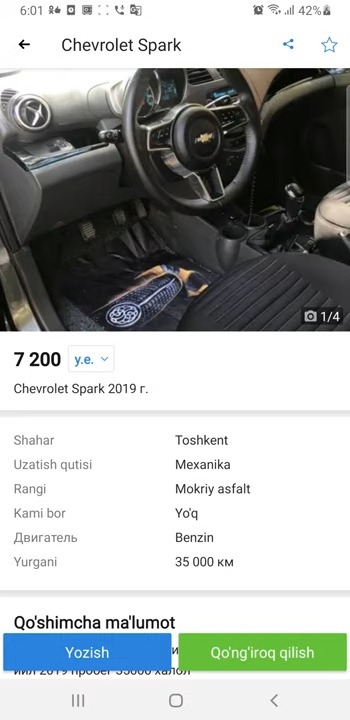 6:01
42%
Chevrolet Spark
1/4
7 200 y.e.
Chevrolet Spark 2019 г.
Shahar Toshkent
Uzatish qutisi Mexanika
Rangi Mokriy asfalt
Kami bor Yo'q
Двигатель Benzin
Yurgani 35 000 км
Qo'shimcha ma'lumot
Yozish
Qo'ng'iroq qilish
йил 2019 пробег 35000 халол